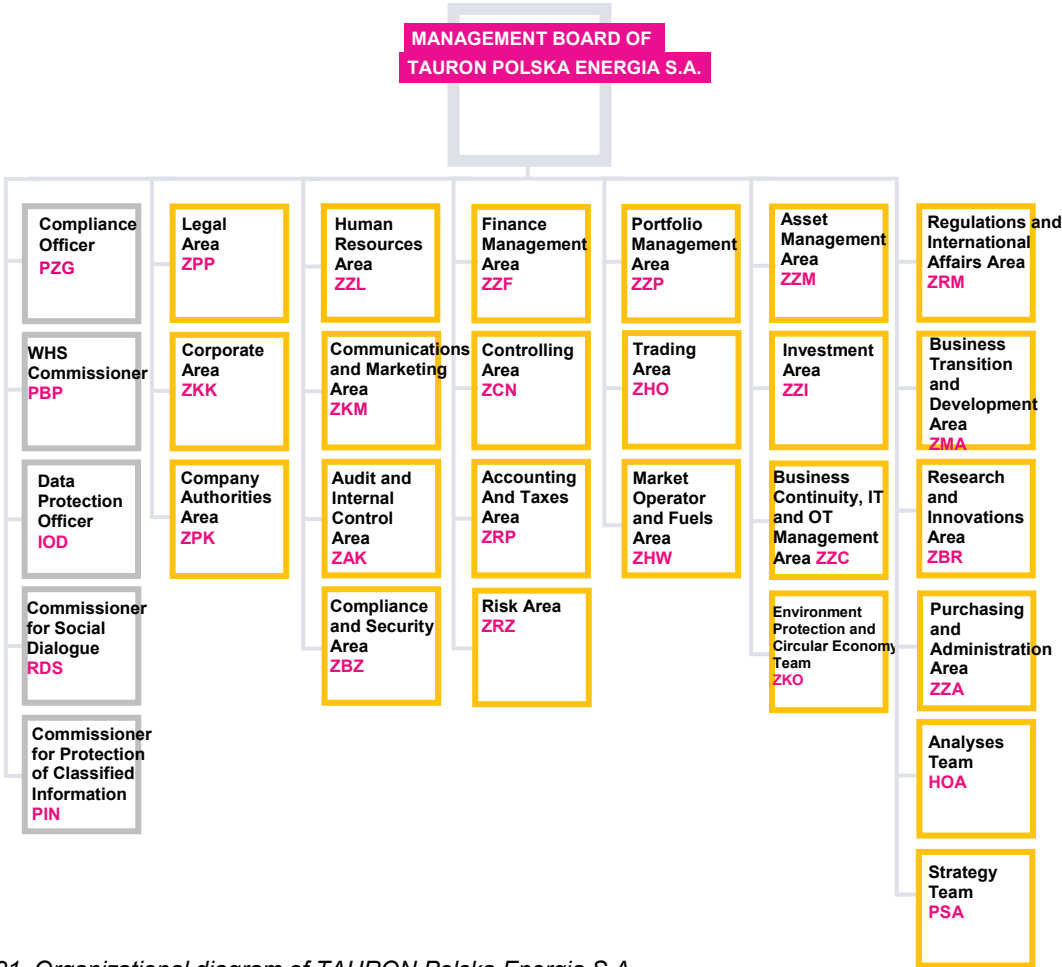 MANAGEMENT BOARD OF
TAURON POLSKA ENERGIA S.A.
Compliance
Officer
PZG
WHS
Commissioner
PBP
Data
Protection
Officer
IOD
Commissioner
for Social
Dialogue
RDS
Commissioner
for Protection
of Classified
Information
PIN
Legal
Area
ZPP
Corporate
Area
ZKK
Company
Authorities
Area
ZPK
Human
Resources
Area
ZZL
Communications
and Marketing
Area
ZKM
Audit and
Internal
Control
Area
ZAK
Compliance
and Security
Area
ZBZ
Finance
Management
Area
ZZF
Controlling
Area
ZCN
Accounting
And Taxes
Area
ZRP
Risk Area
ZRZ
Portfolio
Management
Area
ZZP
Trading
Area
ZHO
Market
Operator
and Fuels
Area
ZHW
Asset
Management
Area
ZZM
Investment
Area
ZZI
Business
Continuity, IT
and OT
Management
Area ZZC
Environment
Protection and
Circular Economy
Team
ZKO
Regulations and
International
Affairs Area
ZRM
Business
Transition
and
Development
Area
ZMA
Research
and
Innovations
Area
ZBR
Purchasing
and
Administration
Area
ZZA
Analyses
Team
HOA
Strategy
Team
PSA
Organizational diagram of TAURON Polska Energia S.A.